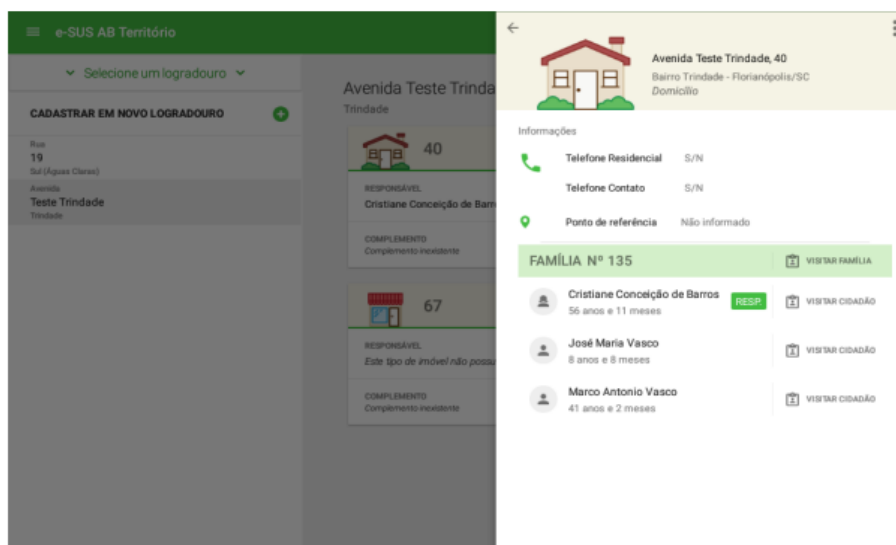 e-SUS AB Território
Selecione um logradouro
CADASTRAR EM NOVO LOGRADOURO
Rua
19
Sul (Águas Claras)
Avenida
Teste Trindade
Trindade
Avenida Teste Trinda
Trindade
40
RESPONSÁVEL
Cristiane Conceição de Barr
COMPLEMENTO
Complemento inexistente
67
RESPONSÁVEL
Este tipo de imóvel não possu
COMPLEMENTO
Complemento inexistente
Avenida Teste Trindade, 40
Bairro Trindade - Florianópolis/SC
Domicílio
Informações
Telefone Residencial S/N
Telefone Contato S/N
Ponto de referência Não informado
FAMÍLIA Nº 135 VISITAR FAMÍLIA
Cristiane Conceição de Barros RESP. VISITAR CIDADÃO
56 anos e 11 meses
José Maria Vasco VISITAR CIDADÃO
8 anos e 8 meses
Marco Antonio Vasco VISITAR CIDADÃO
41 anos e 2 meses